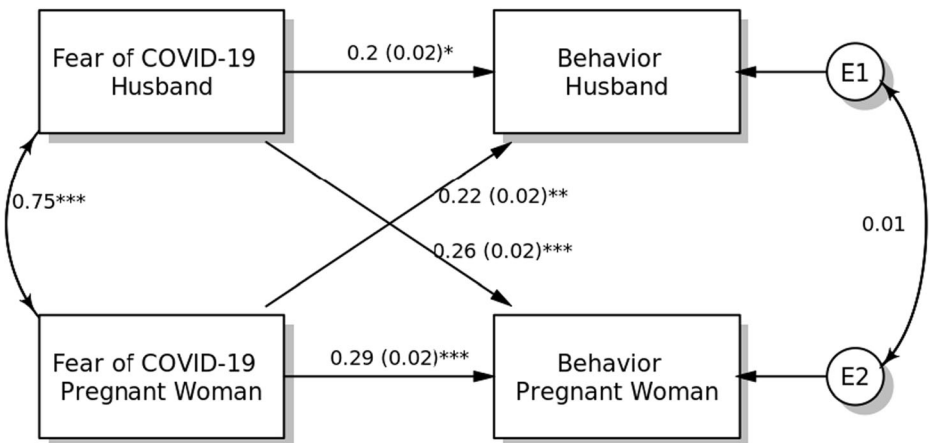 Fear of COVID-19
Husband
0.2 (0.02)*
Behavior
Husband
E1
0.75***
0.22 (0.02)**
0.01
0.26 (0.02)***
Fear of COVID-19
Pregnant Woman
0.29 (0.02)***
Behavior
Pregnant Woman
E2